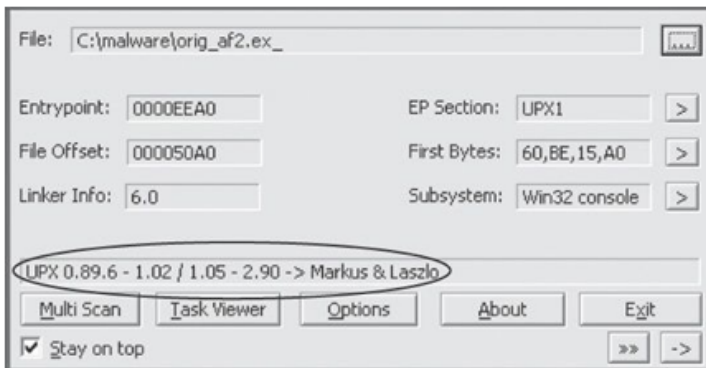 File: C:\malware\orig_af2.ex_ ...
Entrypoint: 0000EEA0 EP Section: UPX1 >
File Offset: 000050A0 First Bytes: 60,BE,15,A0 >
Linker Info: 6.0 Subsystem: Win32 console >
UPX 0.89.6 - 1.02 / 1.05 - 2.90 -> Markus & Laszlo
Multi Scan Task Viewer Options About Exit
Stay on top »» ->